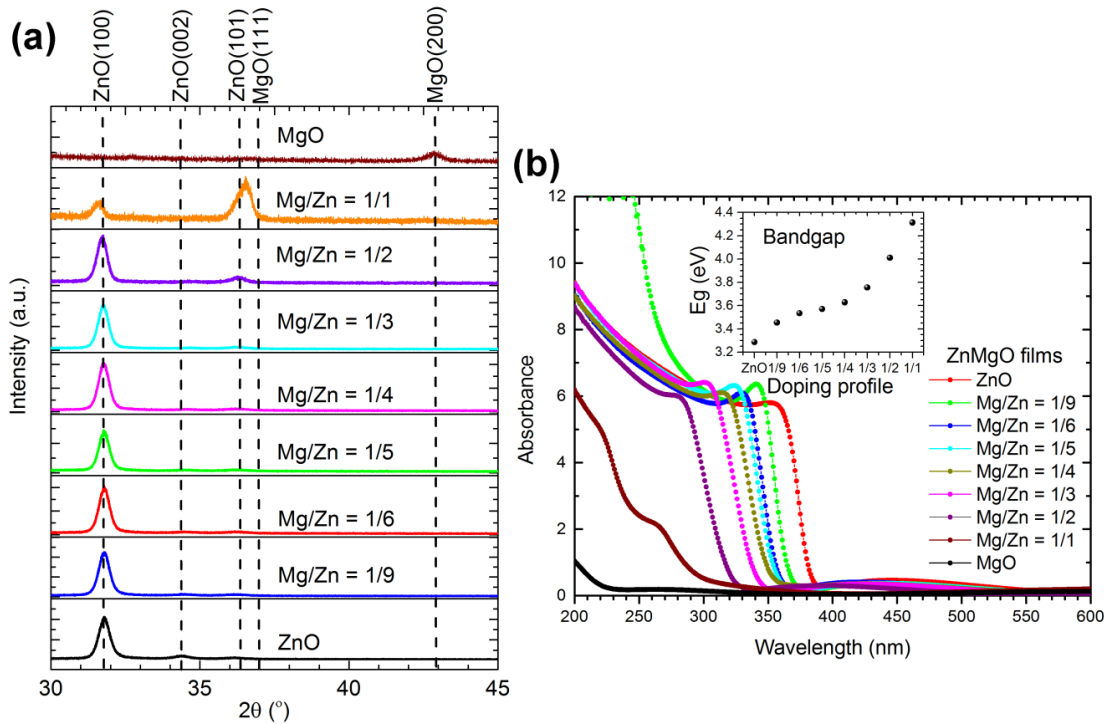 (a)
ZnO(100)
ZnO(002)
ZnO(101)
MgO(111)
MgO(200)
MgO
Mg/Zn = 1/1
Mg/Zn = 1/2
Mg/Zn = 1/3
Mg/Zn = 1/4
Mg/Zn = 1/5
Mg/Zn = 1/6
Mg/Zn = 1/9
ZnO
Intensity (a.u.)
30 35 40 45
2θ (°)
(b)
12
10
8
6
4
2
0
Absorbance
200 250 300 350 400 450 500 550 600
Wavelength (nm)
Bandgap
4.4
4.2
4.0
3.8
3.6
3.4
3.2
Eg (eV)
ZnO 1/9 1/6 1/5 1/4 1/3 1/2 1/1
Doping profile
ZnMgO films
ZnO
Mg/Zn = 1/9
Mg/Zn = 1/6
Mg/Zn = 1/5
Mg/Zn = 1/4
Mg/Zn = 1/3
Mg/Zn = 1/2
Mg/Zn = 1/1
MgO